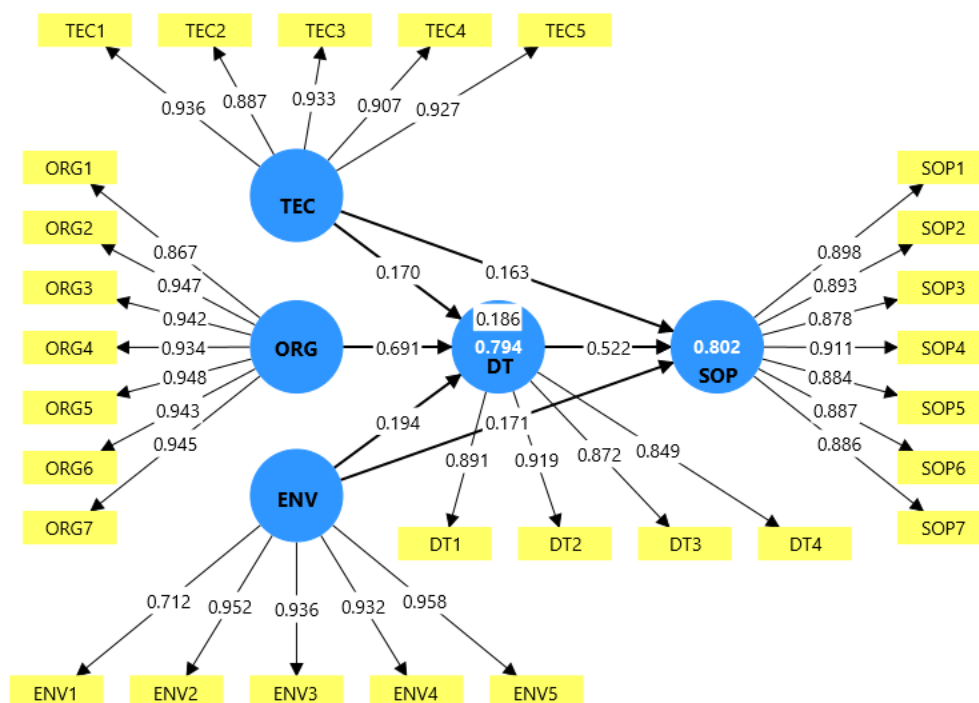 TEC1 TEC2 TEC3 TEC4 TEC5
0.936 0.887 0.933 0.907 0.927
ORG1 SOP1
TEC
ORG2 SOP2
0.867 0.898
0.170 0.163
0.947 0.893
ORG3 SOP3
0.942 0.186 0.878
ORG4 0.934 ORG 0.691 0.794 0.522 0.802 0.911 SOP4
DT SOP
0.948 0.884
ORG5 SOP5
0.943 0.194 0.171 0.887
0.945 0.891 0.919 0.872 0.849 0.886
ORG6 SOP6
ENV
ORG7 SOP7
DT1 DT2 DT3 DT4
0.712 0.952 0.936 0.932 0.958
ENV1 ENV2 ENV3 ENV4 ENV5